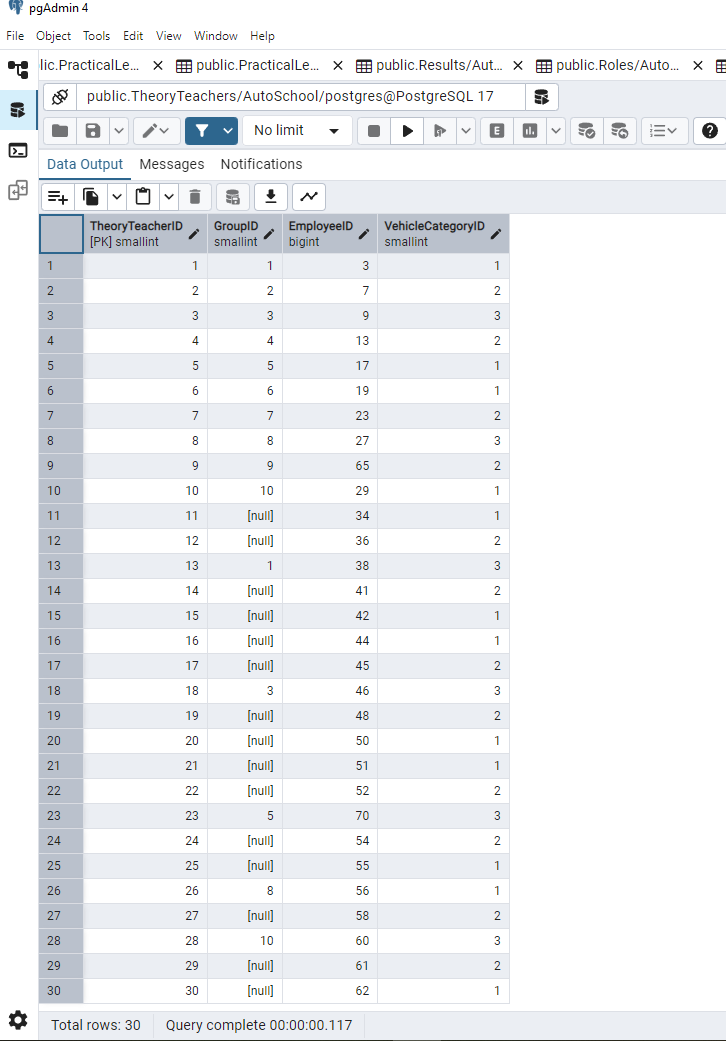 pgAdmin 4
File Object Tools Edit View Window Help
lic.PracticalLe... public.PracticalLe... public.Results/Aut... public.Roles/Auto...
public.TheoryTeachers/AutoSchool/postgres@PostgreSQL 17
No limit E
Data Output Messages Notifications
TheoryTeacherID GroupID EmployeeID VehicleCategoryID
[PK] smallint smallint bigint smallint
1 1 1 3 1
2 2 2 7 2
3 3 3 9 3
4 4 4 13 2
5 5 5 17 1
6 6 6 19 1
7 7 7 23 2
8 8 8 27 3
9 9 9 65 2
10 10 10 29 1
11 11 [null] 34 1
12 12 [null] 36 2
13 13 1 38 3
14 14 [null] 41 2
15 15 [null] 42 1
16 16 [null] 44 1
17 17 [null] 45 2
18 18 3 46 3
19 19 [null] 48 2
20 20 [null] 50 1
21 21 [null] 51 1
22 22 [null] 52 2
23 23 5 70 3
24 24 [null] 54 2
25 25 [null] 55 1
26 26 8 56 1
27 27 [null] 58 2
28 28 10 60 3
29 29 [null] 61 2
30 30 [null] 62 1
Total rows: 30 Query complete 00:00:00.117